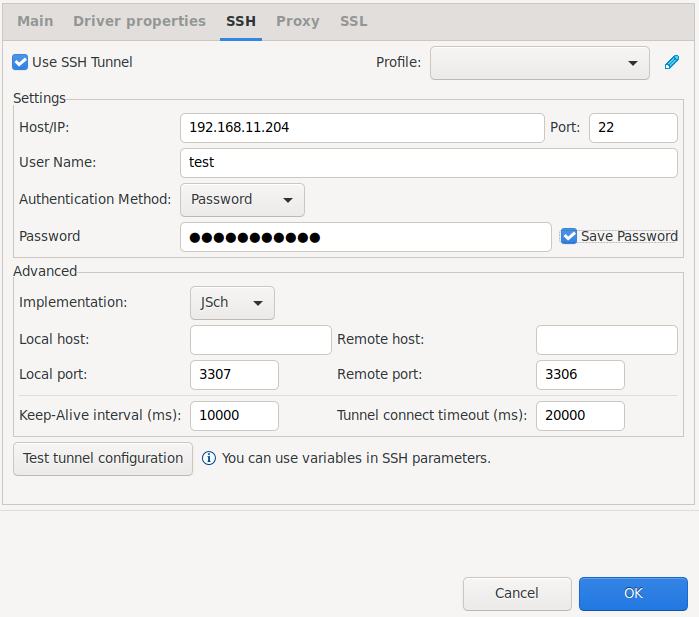 Main Driver properties SSH Proxy SSL
Use SSH Tunnel Profile:
Settings
Host/IP: 192.168.11.204 Port: 22
User Name: test
Authentication Method: Password
Password ●●●●●●●●●●● Save Password
Advanced
Implementation: JSch
Local host: Remote host:
Local port: 3307 Remote port: 3306
Keep-Alive interval (ms): 10000 Tunnel connect timeout (ms): 20000
Test tunnel configuration You can use variables in SSH parameters.
Cancel OK